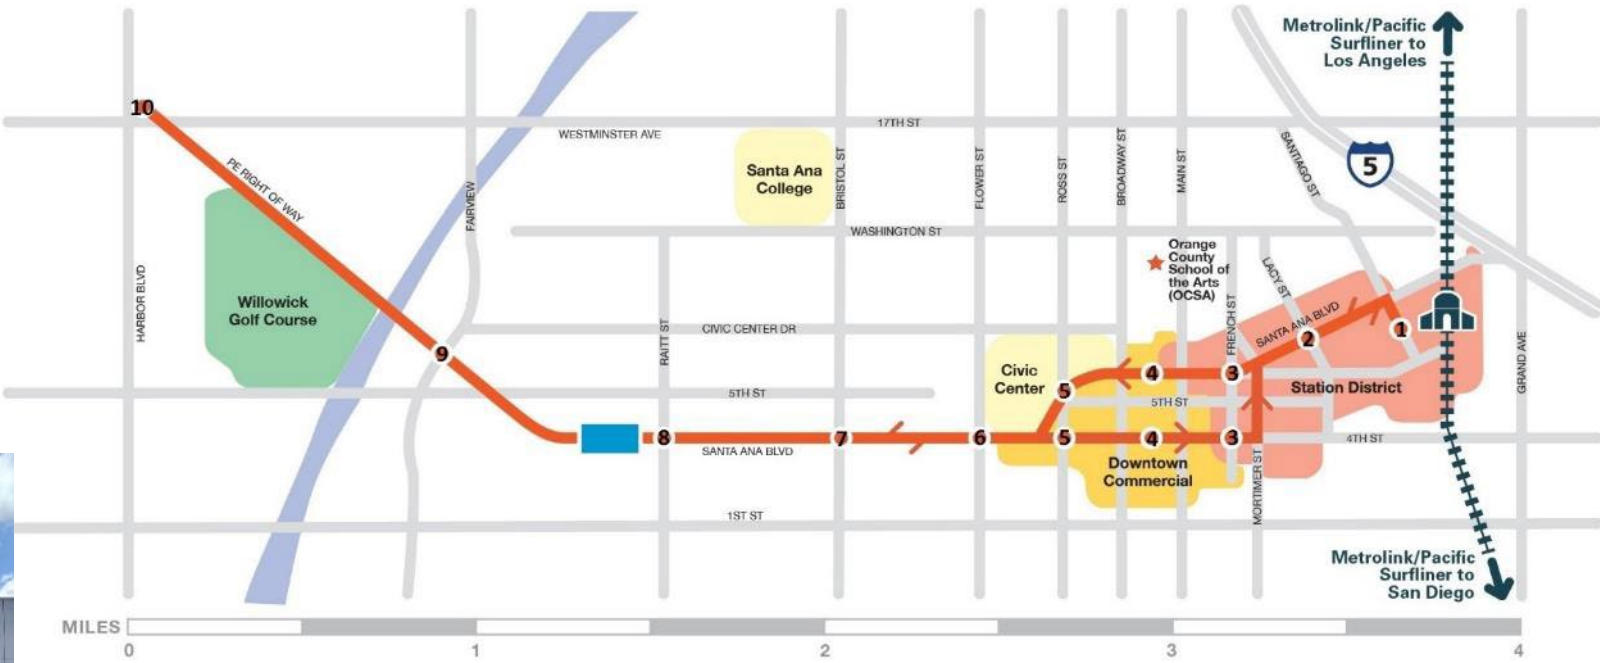 Metrolink/Pacific
Surfliner to
Los Angeles
10
17TH ST
WESTMINSTER AVE
5
PE RIGHT OF WAY
Santa Ana
College
BRISTOL ST
FLOWER ST
ROSS ST
BROADWAY ST
MAIN ST
SANTIAGO ST
FAIRVIEW
WASHINGTON ST
HARBOR BLVD
Orange
County
School of
the Arts
(OCSA)
LACY ST
Willowick
Golf Course
RAITT ST
CIVIC CENTER DR
FRENCH ST
SANTA ANA BLVD
1
2
GRAND AVE
9
Civic
Center
4
3
5
5TH ST
5TH ST
Station District
8
7
6
5
4
3
4TH ST
SANTA ANA BLVD
Downtown
Commercial
MORTIMER ST
1ST ST
Metrolink/Pacific
Surfliner to
San Diego
MILES
0
1
2
3
4